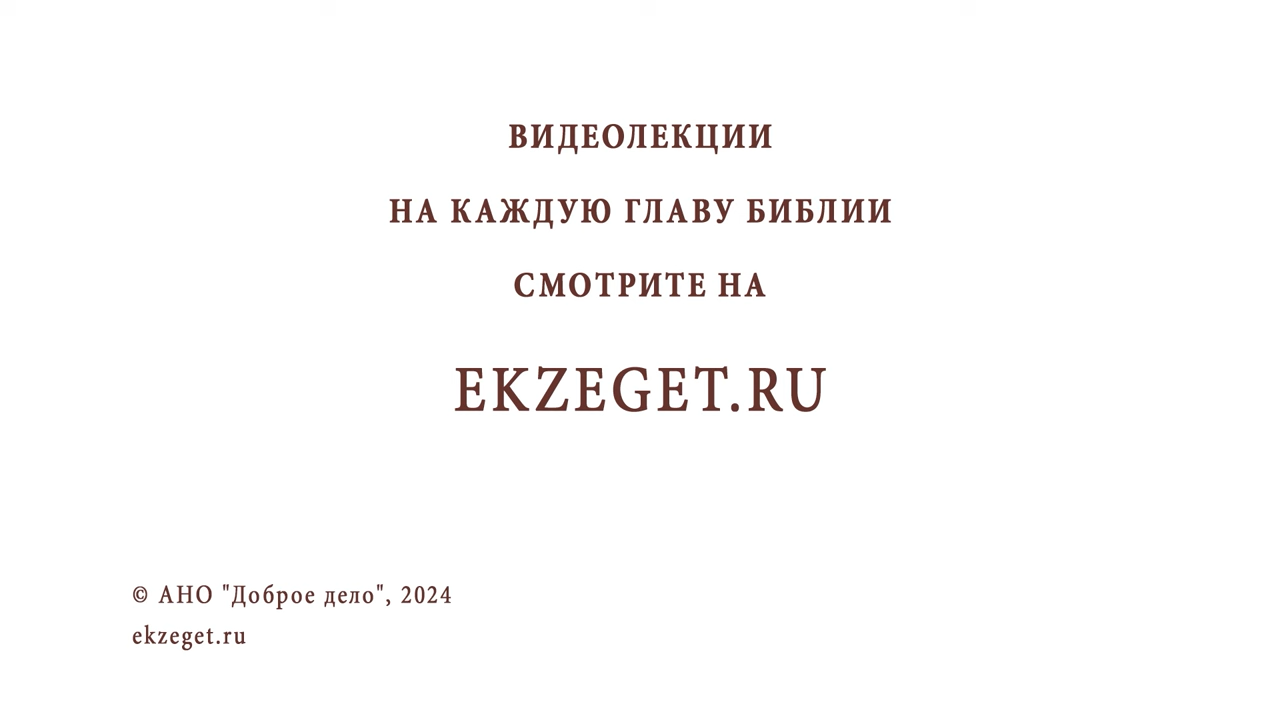 ВИДЕОЛЕКЦИИ
НА КАЖДУЮ ГЛАВУ БИБЛИИ
СМОТРИТЕ НА
EKZEGET.RU
© АНО "Доброе дело", 2024
ekzeget.ru